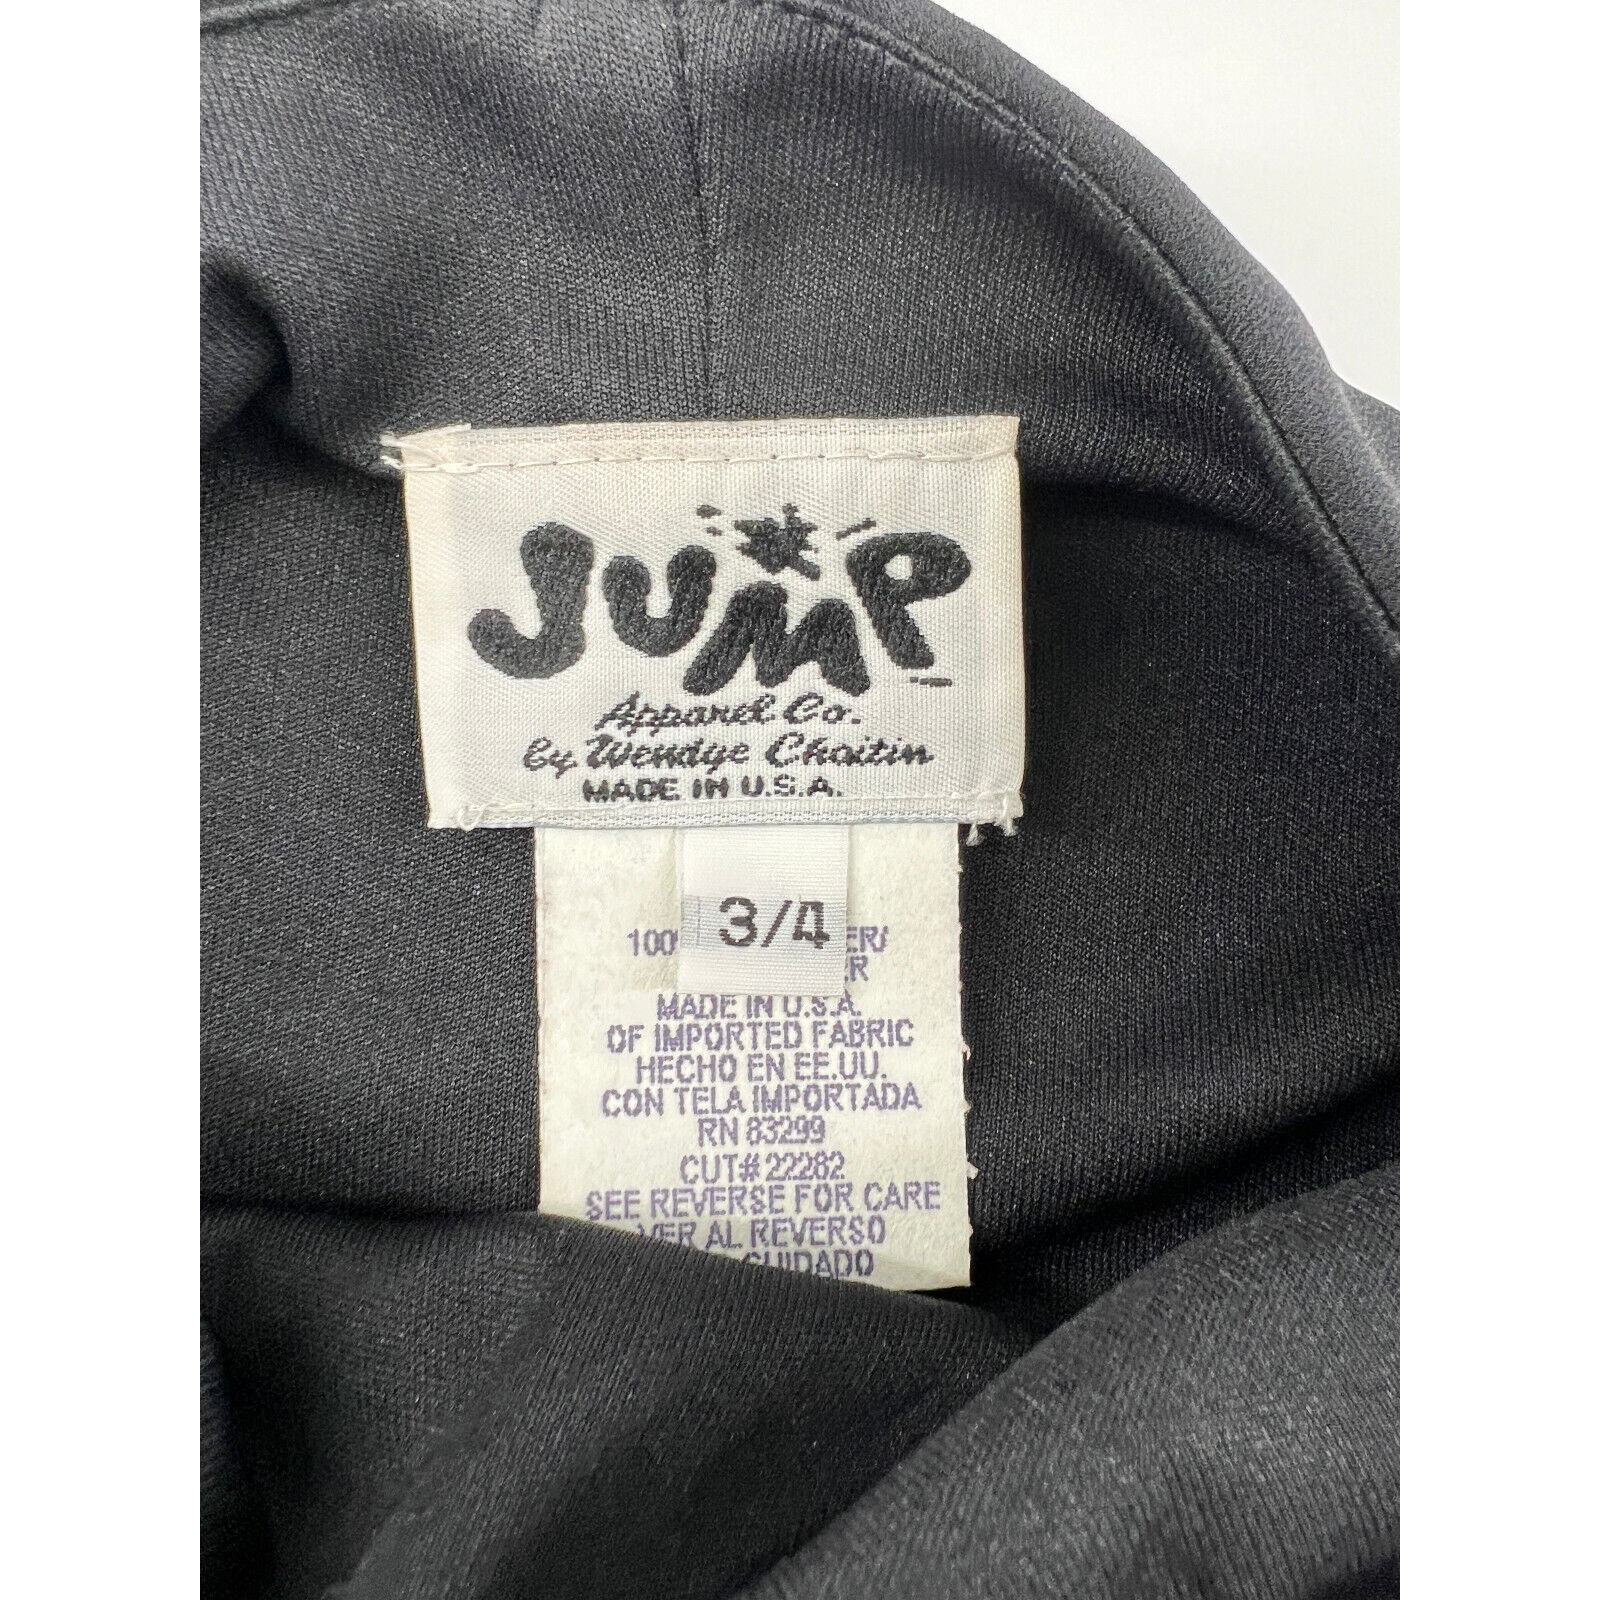 JUMP
Apparel Co.
by Wendye Chaitin
MADE IN U.S.A.
3/4
MADE IN U.S.A.
OF IMPORTED FABRIC
HECHO EN EE.UU.
CON TELA IMPORTADA
RN 83299
CUT# 22282
SEE REVERSE FOR CARE
VER AL REVERSO
CUIDADO